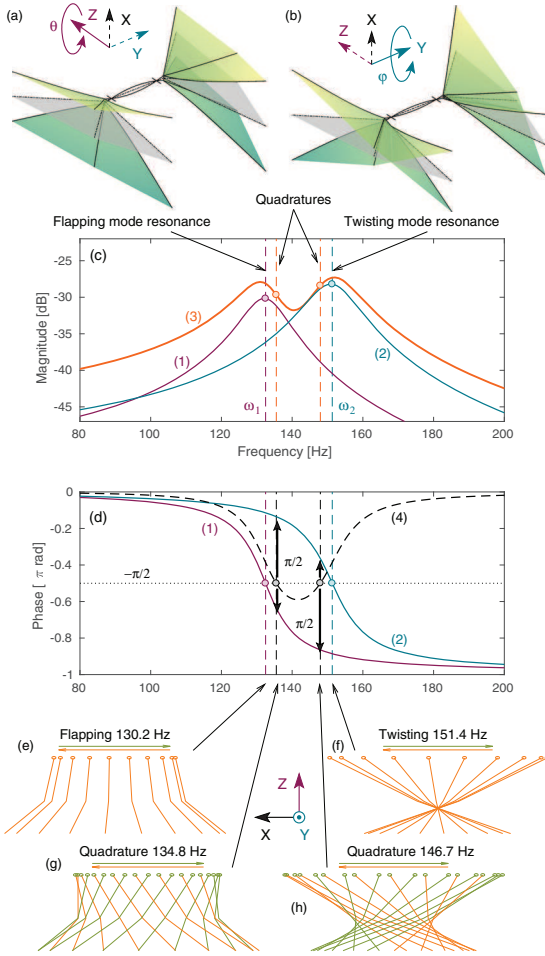 (a)
θ
Z
X
Y
(b)
Z
X
Y
φ
Quadratures
Flapping mode resonance
Twisting mode resonance
(c)
-25
-30
-35
-40
-45
Magnitude [dB]
(3)
(1)
(2)
ω1
ω2
80 100 120 140 160 180 200
Frequency [Hz]
(d)
0
-0.2
-0.4
-0.6
-0.8
-1
Phase [ π rad]
(1)
(4)
π/2
−π/2
π/2
(2)
80 100 120 140 160 180 200
(e)
Flapping 130.2 Hz
Twisting 151.4 Hz
(f)
Z
X
Y
(g)
Quadrature 134.8 Hz
Quadrature 146.7 Hz
(h)